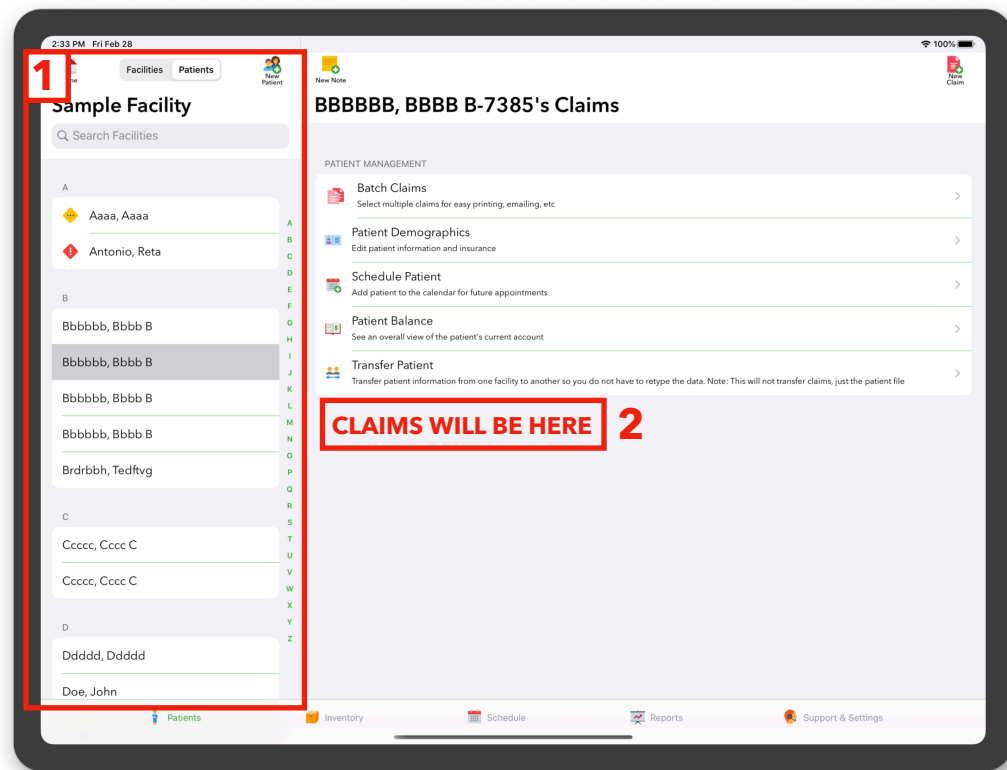 2:33 PM Fri Feb 28
100%
1
Facilities Patients
New Patient
Sample Facility
Search Facilities
A
Aaaa, Aaaa
Antonio, Reta
B
Bbbbbb, Bbbb B
Bbbbbb, Bbbb B
Bbbbbb, Bbbb B
Bbbbbb, Bbbb B
Brdrbbh, Tedftvg
C
Ccccc, Cccc C
Ccccc, Cccc C
D
Ddddd, Ddddd
Doe, John
A
B
C
D
E
F
G
H
I
J
K
L
M
N
O
P
Q
R
S
T
U
V
W
X
Y
Z
New Note
New
Claim
BBBBBB, BBBB B-7385's Claims
PATIENT MANAGEMENT
Batch Claims
Select multiple claims for easy printing, emailing, etc
Patient Demographics
Edit patient information and insurance
Schedule Patient
Add patient to the calendar for future appointments
Patient Balance
See an overall view of the patient's current account
Transfer Patient
Transfer patient information from one facility to another so you do not have to retype the data. Note: This will not transfer claims, just the patient file
CLAIMS WILL BE HERE 2
Patients Inventory Schedule Reports Support & Settings